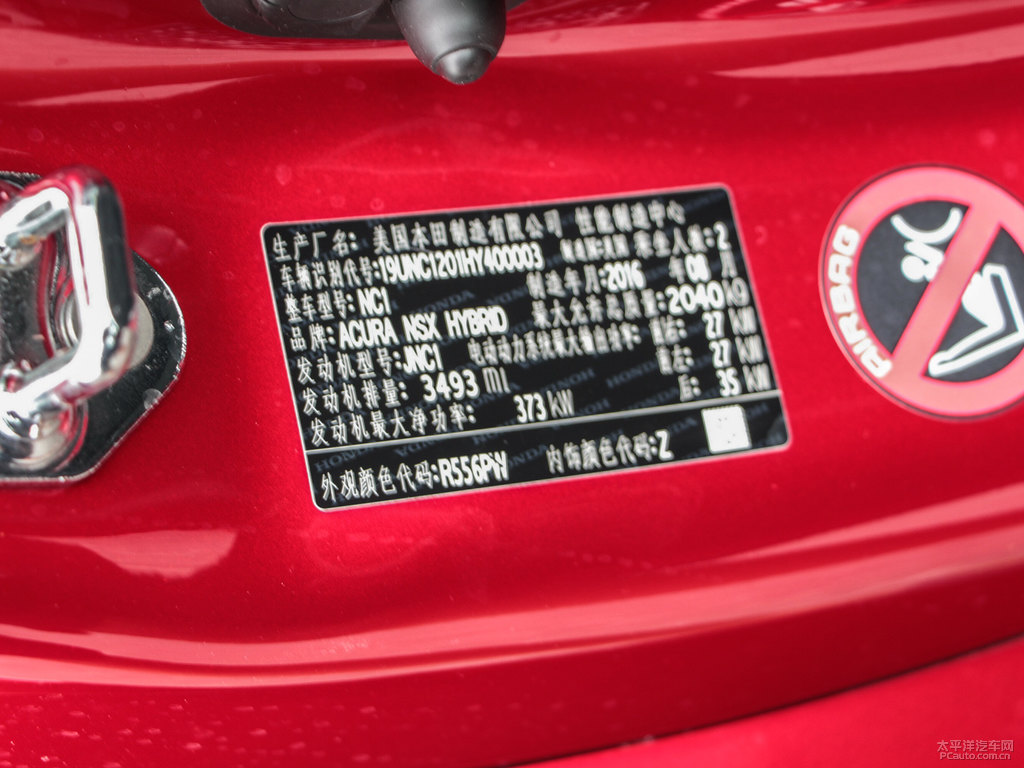 生产厂名: 美国本田制造有限公司 性能制造中心
车辆识别代号:19UNC1201HY400003 制造国:美国 乘坐人数:2
整车型号:NC1 制造年月:2016 年08 月
品牌:ACURA NSX HYBRID 最大允许总质量:2040 KG
发动机型号:JNC1 电动动力系统最大输出功率: 前右: 27 KW
发动机排量: 3493 ml 前左: 27 KW
发动机最大净功率: 373 kW 后: 35 KW
外观颜色代码:R556PW 内饰颜色代码:Z
AIRBAG
HONDA
太平洋汽车网
PCauto.com.cn